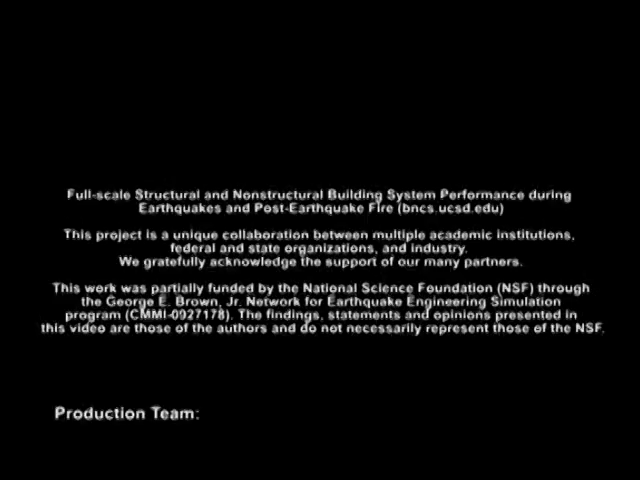 Full-scale Structural and Nonstructural Building System Performance during
Earthquakes and Post-Earthquake Fire (bncs.ucsd.edu)
This project is a unique collaboration between multiple academic institutions,
federal and state organizations, and industry.
We gratefully acknowledge the support of our many partners.
This work was partially funded by the National Science Foundation (NSF) through
the George E. Brown, Jr. Network for Earthquake Engineering Simulation
program (CMMI-0927178). The findings, statements and opinions presented in
this video are those of the authors and do not necessarily represent those of the NSF.
Production Team: